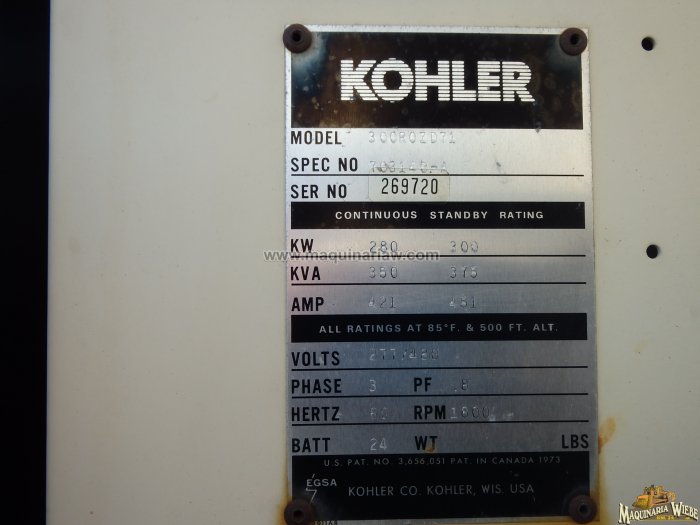 KOHLER
MODEL 300ROZD71
SPEC NO
SER NO 269720
CONTINUOUS STANDBY RATING
KW 280 300
www.maquinariaw.com
KVA 350 375
AMP 421 451
ALL RATINGS AT 85°F. & 500 FT. ALT.
VOLTS 277/480
PHASE 3 PF .8
HERTZ 60 RPM 1800
BATT 24 WT LBS
U.S. PAT. NO. 3,656,051 PAT. IN CANADA 1973
EGSA
KOHLER CO. KOHLER, WIS. USA
MAQUINARIA WIEBE